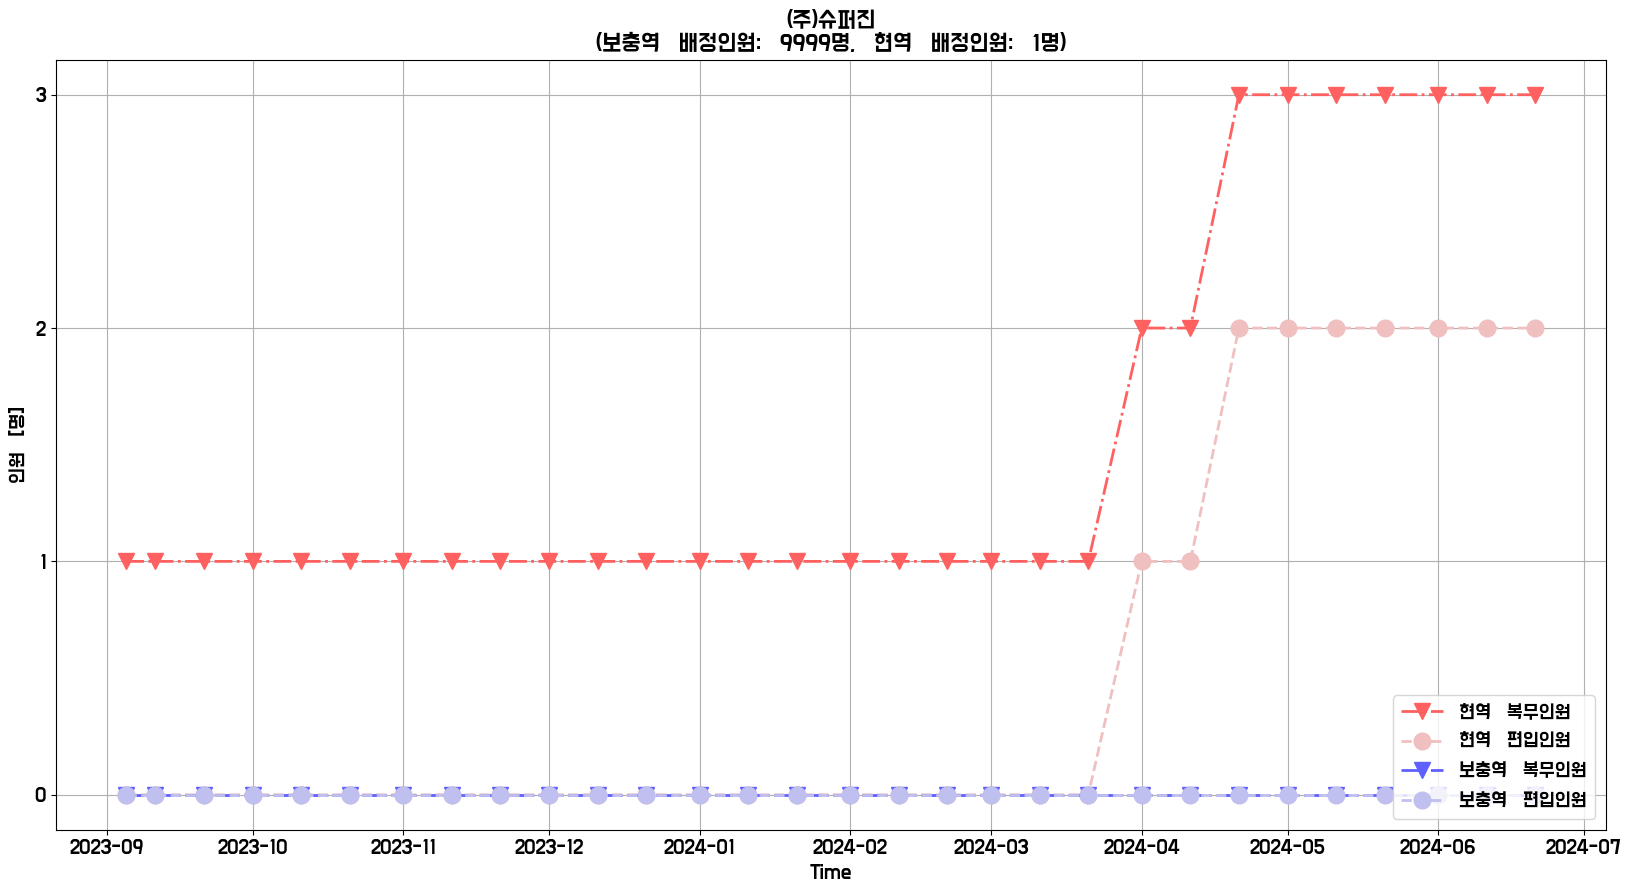 (주)슈퍼진
(보충역 배정인원: 9999명, 현역 배정인원: 1명)
인원 [명]
3
2
1
0
현역 복무인원
현역 편입인원
보충역 복무인원
보충역 편입인원
2023-09 2023-10 2023-11 2023-12 2024-01 2024-02 2024-03 2024-04 2024-05 2024-06 2024-07
Time